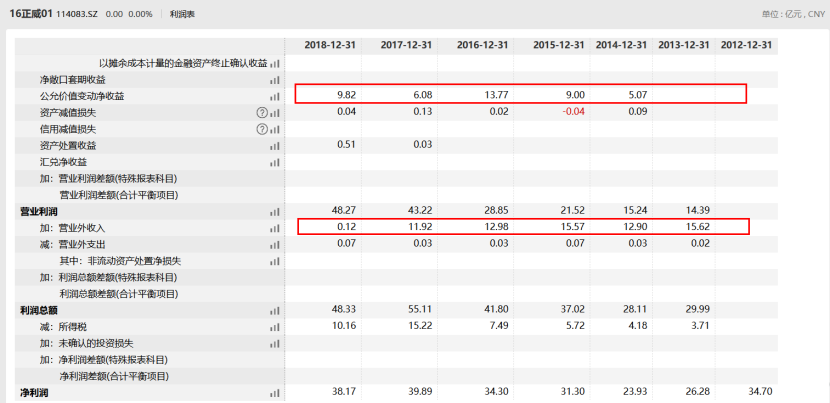 16正威01 114083.SZ 0.00 0.00% 利润表 单位 : 亿元 , CNY
2018-12-31 2017-12-31 2016-12-31 2015-12-31 2014-12-31 2013-12-31 2012-12-31
以摊余成本计量的金融资产终止确认收益
净敞口套期收益
公允价值变动净收益 9.82 6.08 13.77 9.00 5.07
资产减值损失 ? 0.04 0.13 0.02 -0.04 0.09
信用减值损失 ?
资产处置收益 0.51 0.03
汇兑净收益
加：营业利润差额(特殊报表科目)
营业利润差额(合计平衡项目)
营业利润 48.27 43.22 28.85 21.52 15.24 14.39
加：营业外收入 0.12 11.92 12.98 15.57 12.90 15.62
减：营业外支出 0.07 0.03 0.03 0.07 0.03 0.02
其中：非流动资产处置净损失
加：利润总额差额(特殊报表科目)
利润总额差额(合计平衡项目)
利润总额 48.33 55.11 41.80 37.02 28.11 29.99
减：所得税 10.16 15.22 7.49 5.72 4.18 3.71
加：未确认的投资损失
加：净利润差额(特殊报表科目)
净利润差额(合计平衡项目)
净利润 38.17 39.89 34.30 31.30 23.93 26.28 34.70